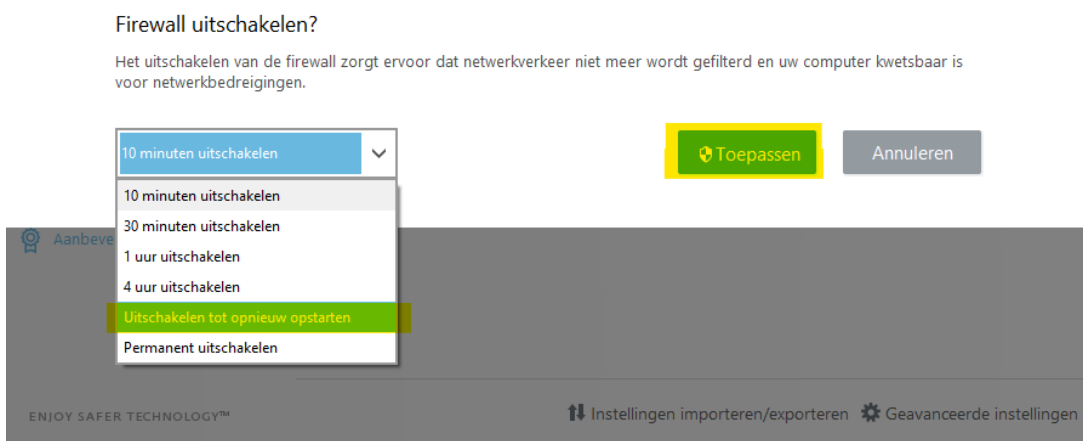 Firewall uitschakelen?
Het uitschakelen van de firewall zorgt ervoor dat netwerkverkeer niet meer wordt gefilterd en uw computer kwetsbaar is
voor netwerkbedreigingen.
10 minuten uitschakelen
Toepassen
Annuleren
10 minuten uitschakelen
30 minuten uitschakelen
Aanbeve
1 uur uitschakelen
4 uur uitschakelen
Uitschakelen tot opnieuw opstarten
Permanent uitschakelen
ENJOY SAFER TECHNOLOGY™
Instellingen importeren/exporteren
Geavanceerde instellingen